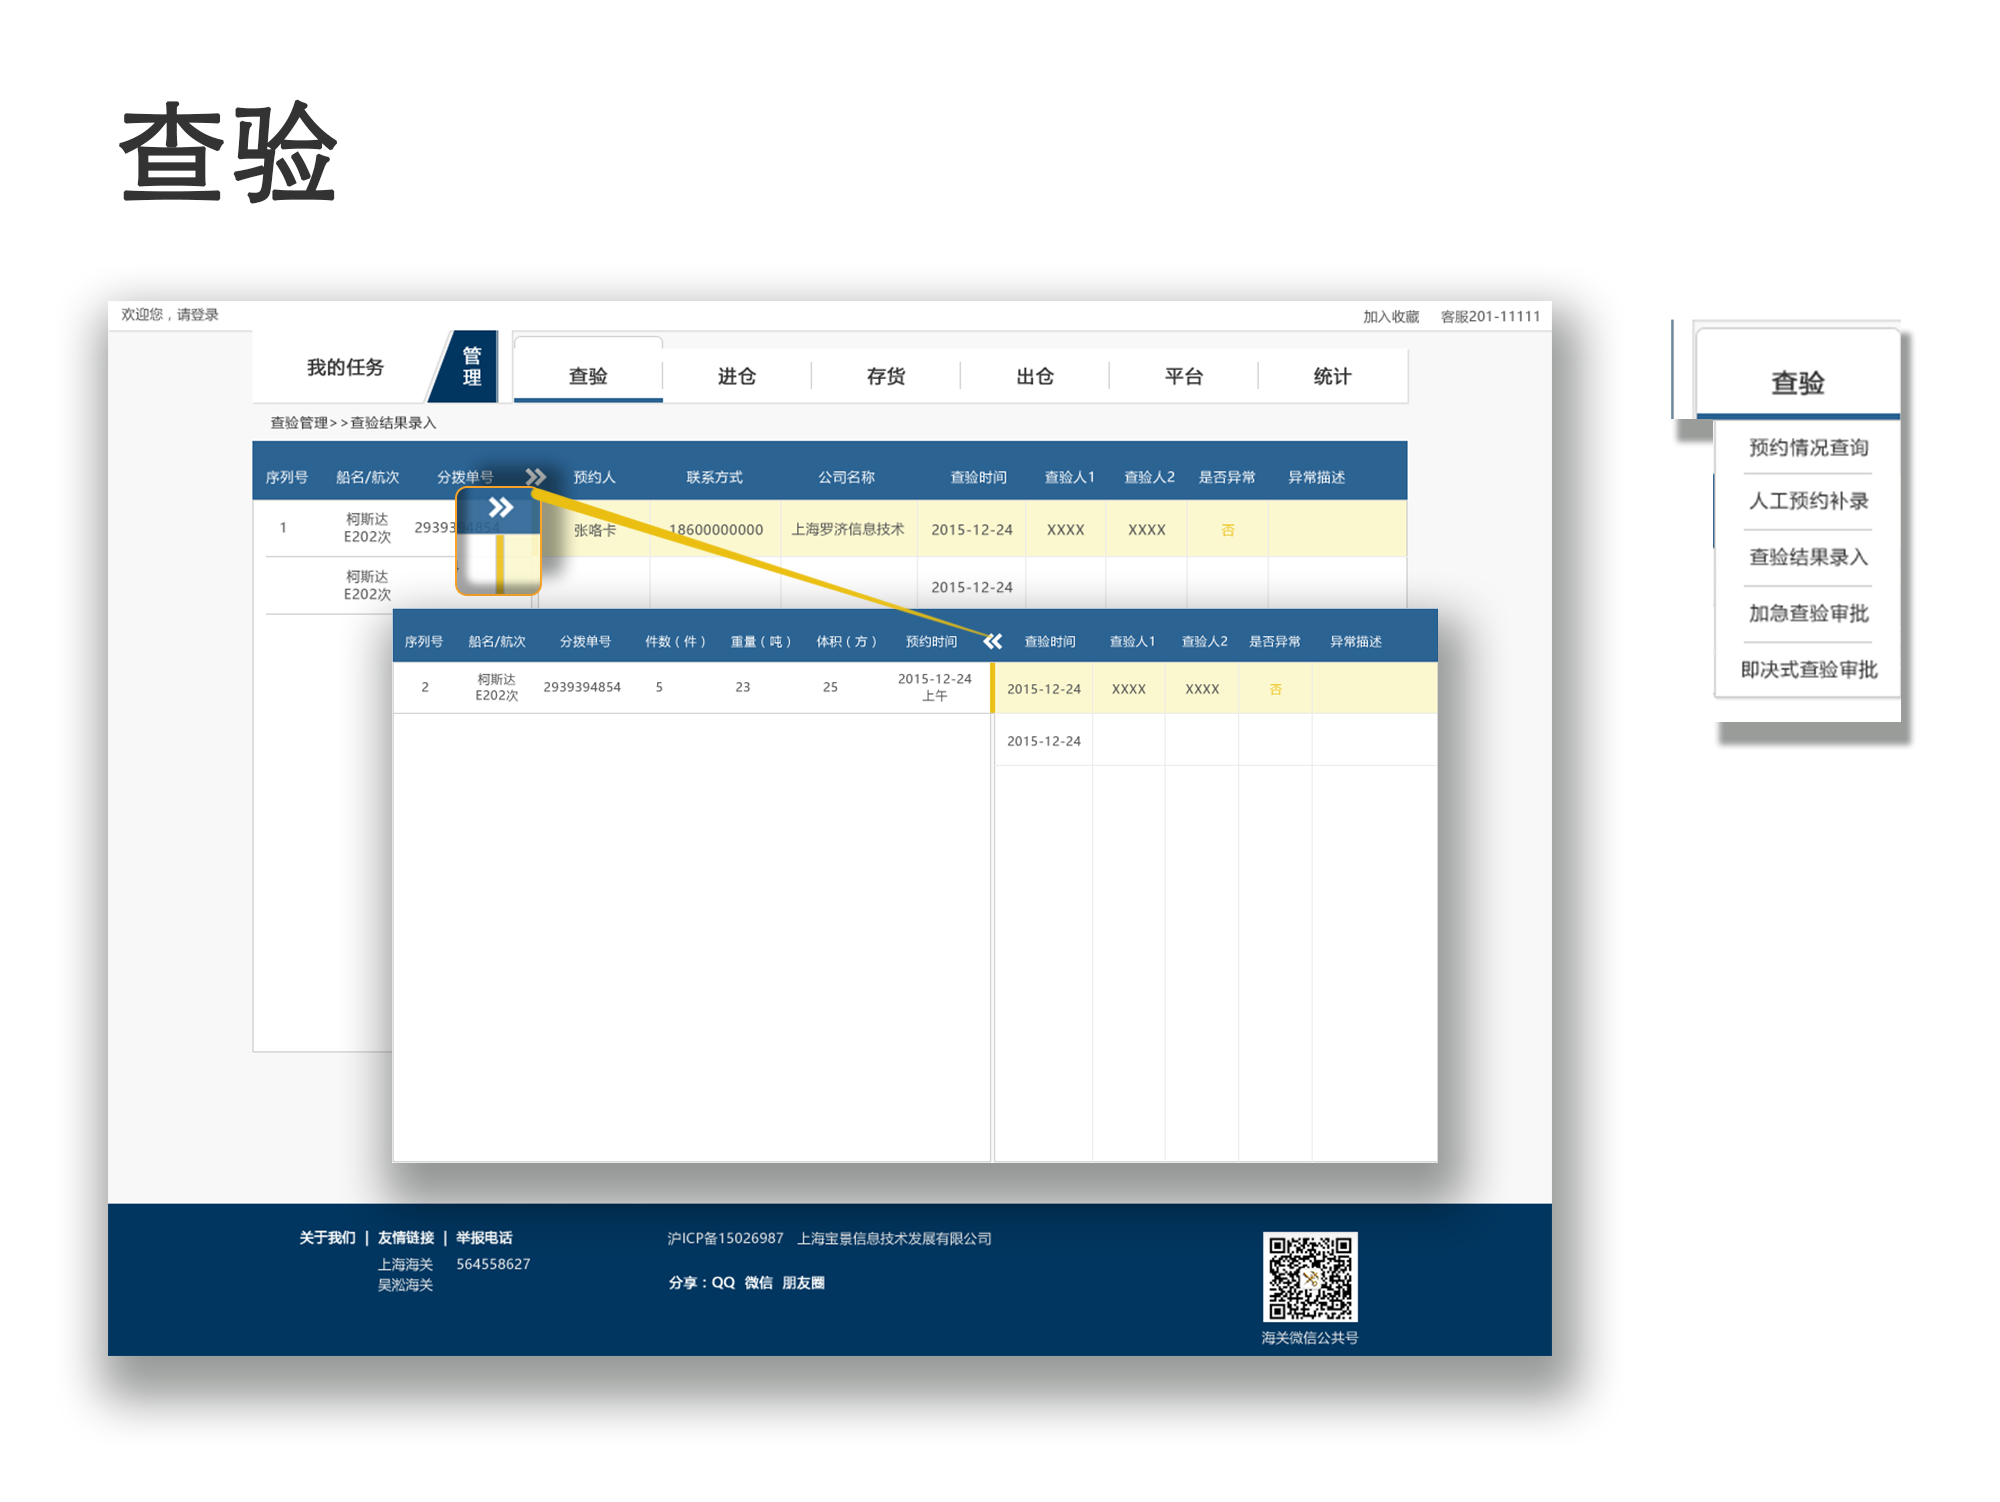 查验
欢迎您，请登录
加入收藏 客服201-11111
我的任务 管理 查验 进仓 存货 出仓 平台 统计
查验管理>>查验结果录入
序列号 船名/航次 分拨单号 预约人 联系方式 公司名称 查验时间 查验人1 查验人2 是否异常 异常描述
1 柯斯达 E202次 2939394854 张咯卡 18600000000 上海罗济信息技术 2015-12-24 XXXX XXXX 否
柯斯达 E202次 2015-12-24
序列号 船名/航次 分拨单号 件数（件） 重量（吨） 体积（方） 预约时间 查验时间 查验人1 查验人2 是否异常 异常描述
2 柯斯达 E202次 2939394854 5 23 25 2015-12-24 上午 2015-12-24 XXXX XXXX 否
2015-12-24
关于我们 | 友情链接 | 举报电话
上海海关 564558627
吴淞海关
沪ICP备15026987 上海宝景信息技术发展有限公司
分享：QQ 微信 朋友圈
海关微信公共号
查验
预约情况查询
人工预约补录
查验结果录入
加急查验审批
即决式查验审批